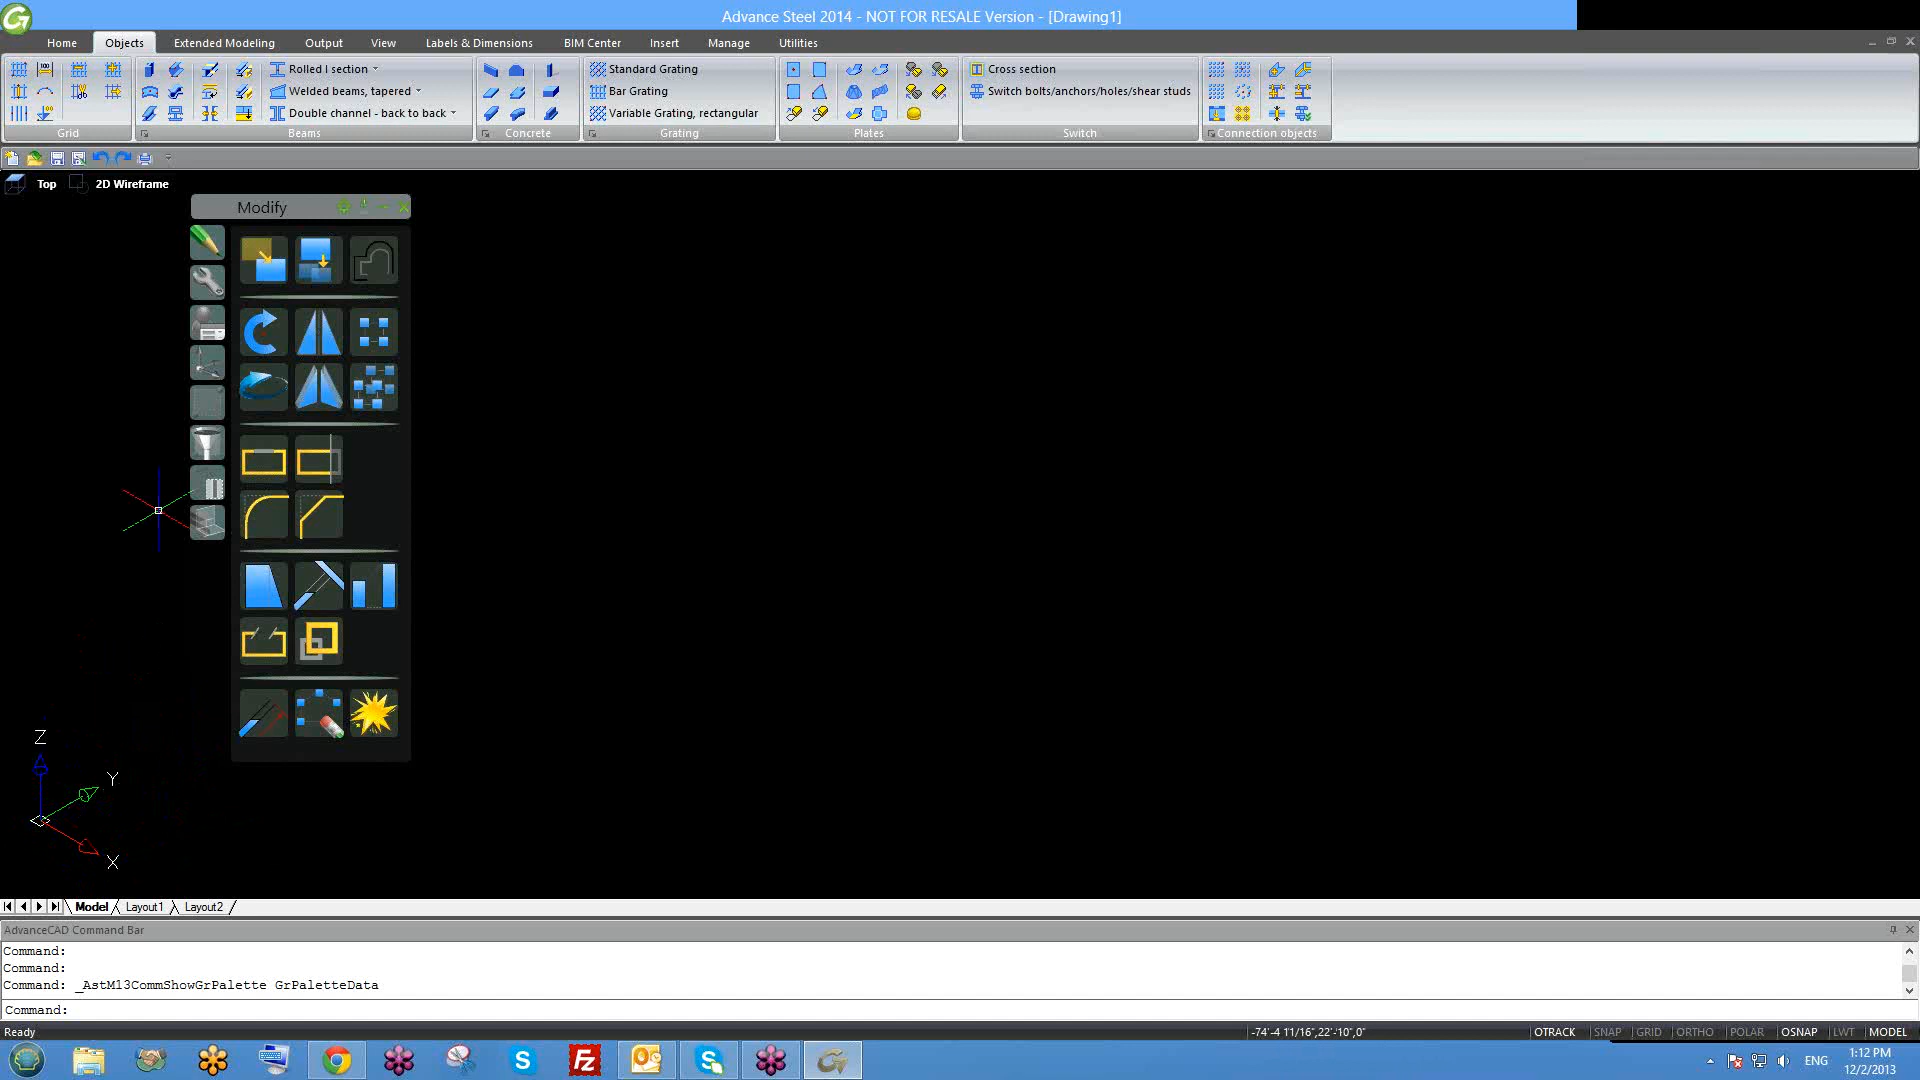 Advance Steel 2014 - NOT FOR RESALE Version - [Drawing1]
Home Objects Extended Modeling Output View Labels & Dimensions BIM Center Insert Manage Utilities
Rolled I section Standard Grating Cross section
Welded beams, tapered Bar Grating Switch bolts/anchors/holes/shear studs
Double channel - back to back Variable Grating, rectangular
Grid Beams Concrete Grating Plates Switch Connection objects
Top 2D Wireframe
Modify
Z
Y
X
Model Layout1 Layout2
AdvanceCAD Command Bar
Command:
Command:
Command: _AstM13CommShowGrPalette GrPaletteData
Command:
Ready -74'-4 11/16",22'-10",0" OTRACK SNAP GRID ORTHO POLAR OSNAP LWT MODEL
ENG 1:12 PM
12/2/2013